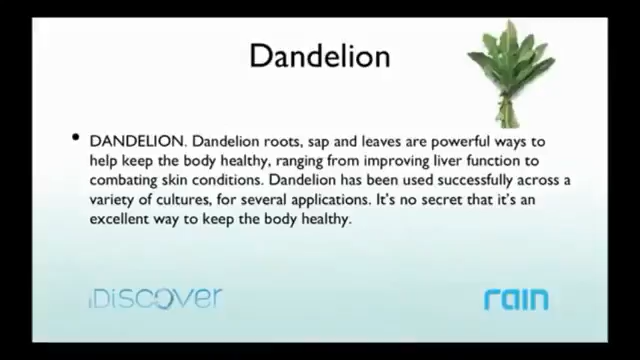 Dandelion
• DANDELION. Dandelion roots, sap and leaves are powerful ways to
help keep the body healthy, ranging from improving liver function to
combating skin conditions. Dandelion has been used successfully across a
variety of cultures, for several applications. It's no secret that it's an
excellent way to keep the body healthy.
iDiscover
rain